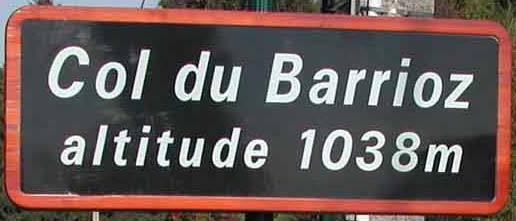 Col du Barrioz
altitude 1038m